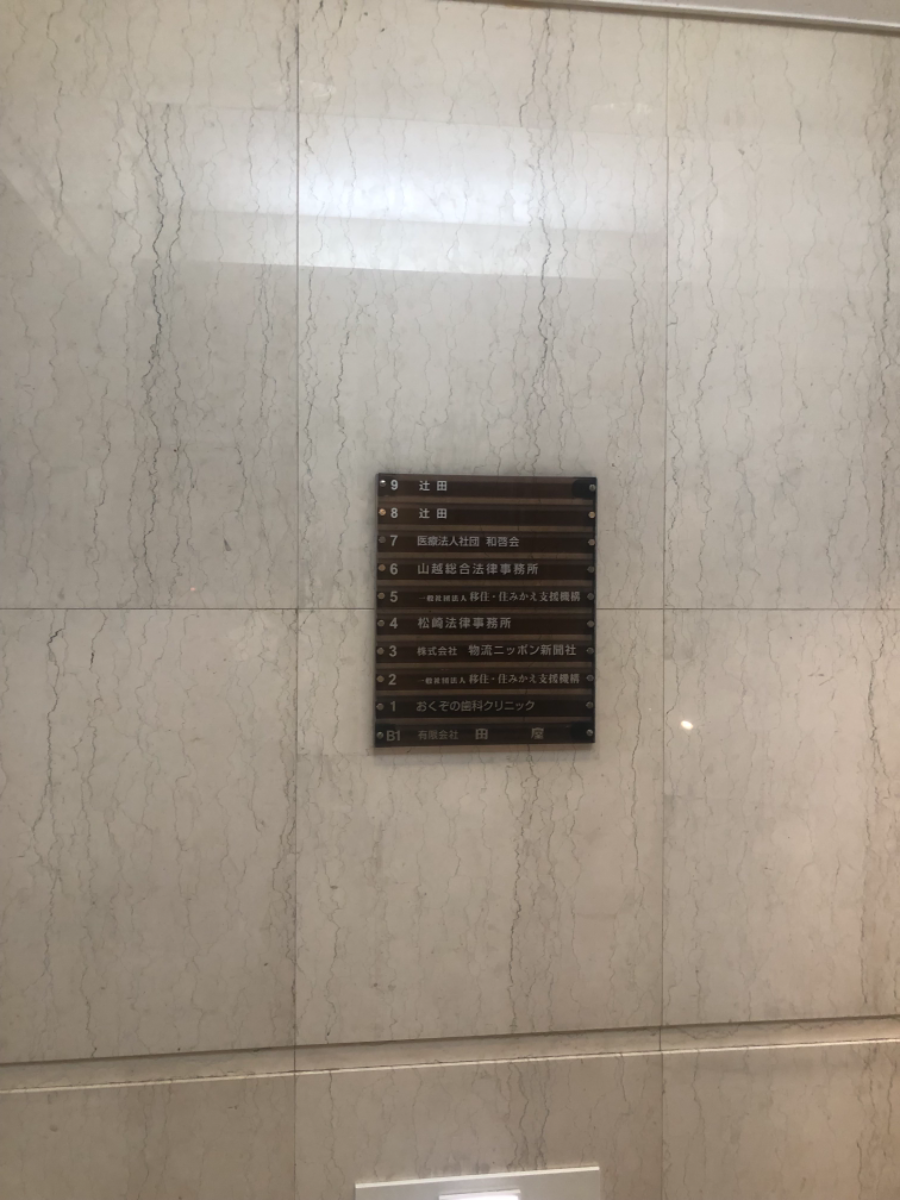 9 辻 田
8 辻 田
7 医療法人社団 和啓会
6 山越総合法律事務所
5 一般社団法人 移住・住みかえ支援機構
4 松崎法律事務所
3 株式会社 物流ニッポン新聞社
2 一般社団法人 移住・住みかえ支援機構
1 おくぞの歯科クリニック
B1 有限会社 田